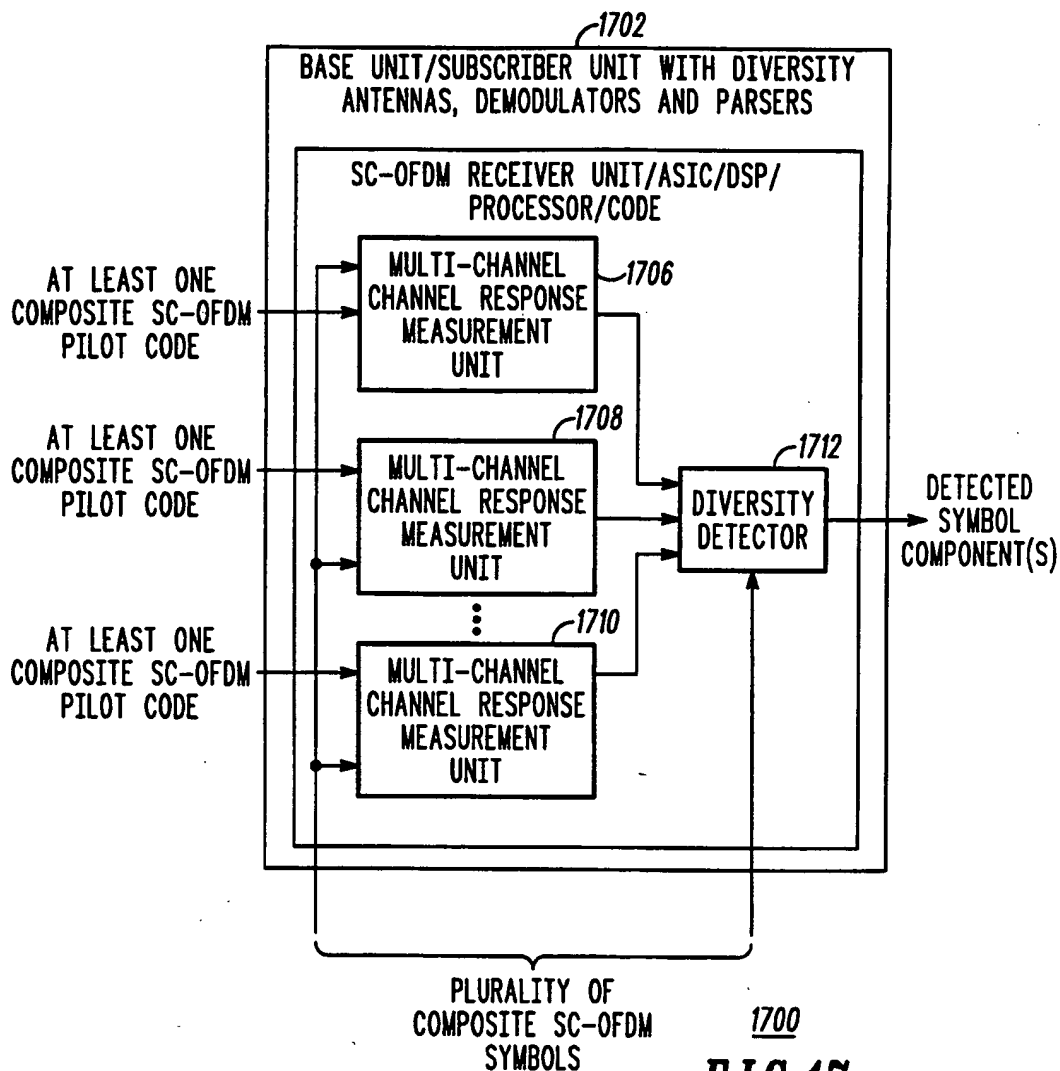 1702
BASE UNIT/SUBSCRIBER UNIT WITH DIVERSITY
ANTENNAS, DEMODULATORS AND PARSERS
SC-OFDM RECEIVER UNIT/ASIC/DSP/
PROCESSOR/CODE
AT LEAST ONE
COMPOSITE SC-OFDM
PILOT CODE
MULTI-CHANNEL
CHANNEL RESPONSE
MEASUREMENT
UNIT
1706
AT LEAST ONE
COMPOSITE SC-OFDM
PILOT CODE
1708
MULTI-CHANNEL
CHANNEL RESPONSE
MEASUREMENT
UNIT
1712
DIVERSITY
DETECTOR
DETECTED
SYMBOL
COMPONENT(S)
AT LEAST ONE
COMPOSITE SC-OFDM
PILOT CODE
1710
MULTI-CHANNEL
CHANNEL RESPONSE
MEASUREMENT
UNIT
PLURALITY OF
COMPOSITE SC-OFDM
SYMBOLS
1700